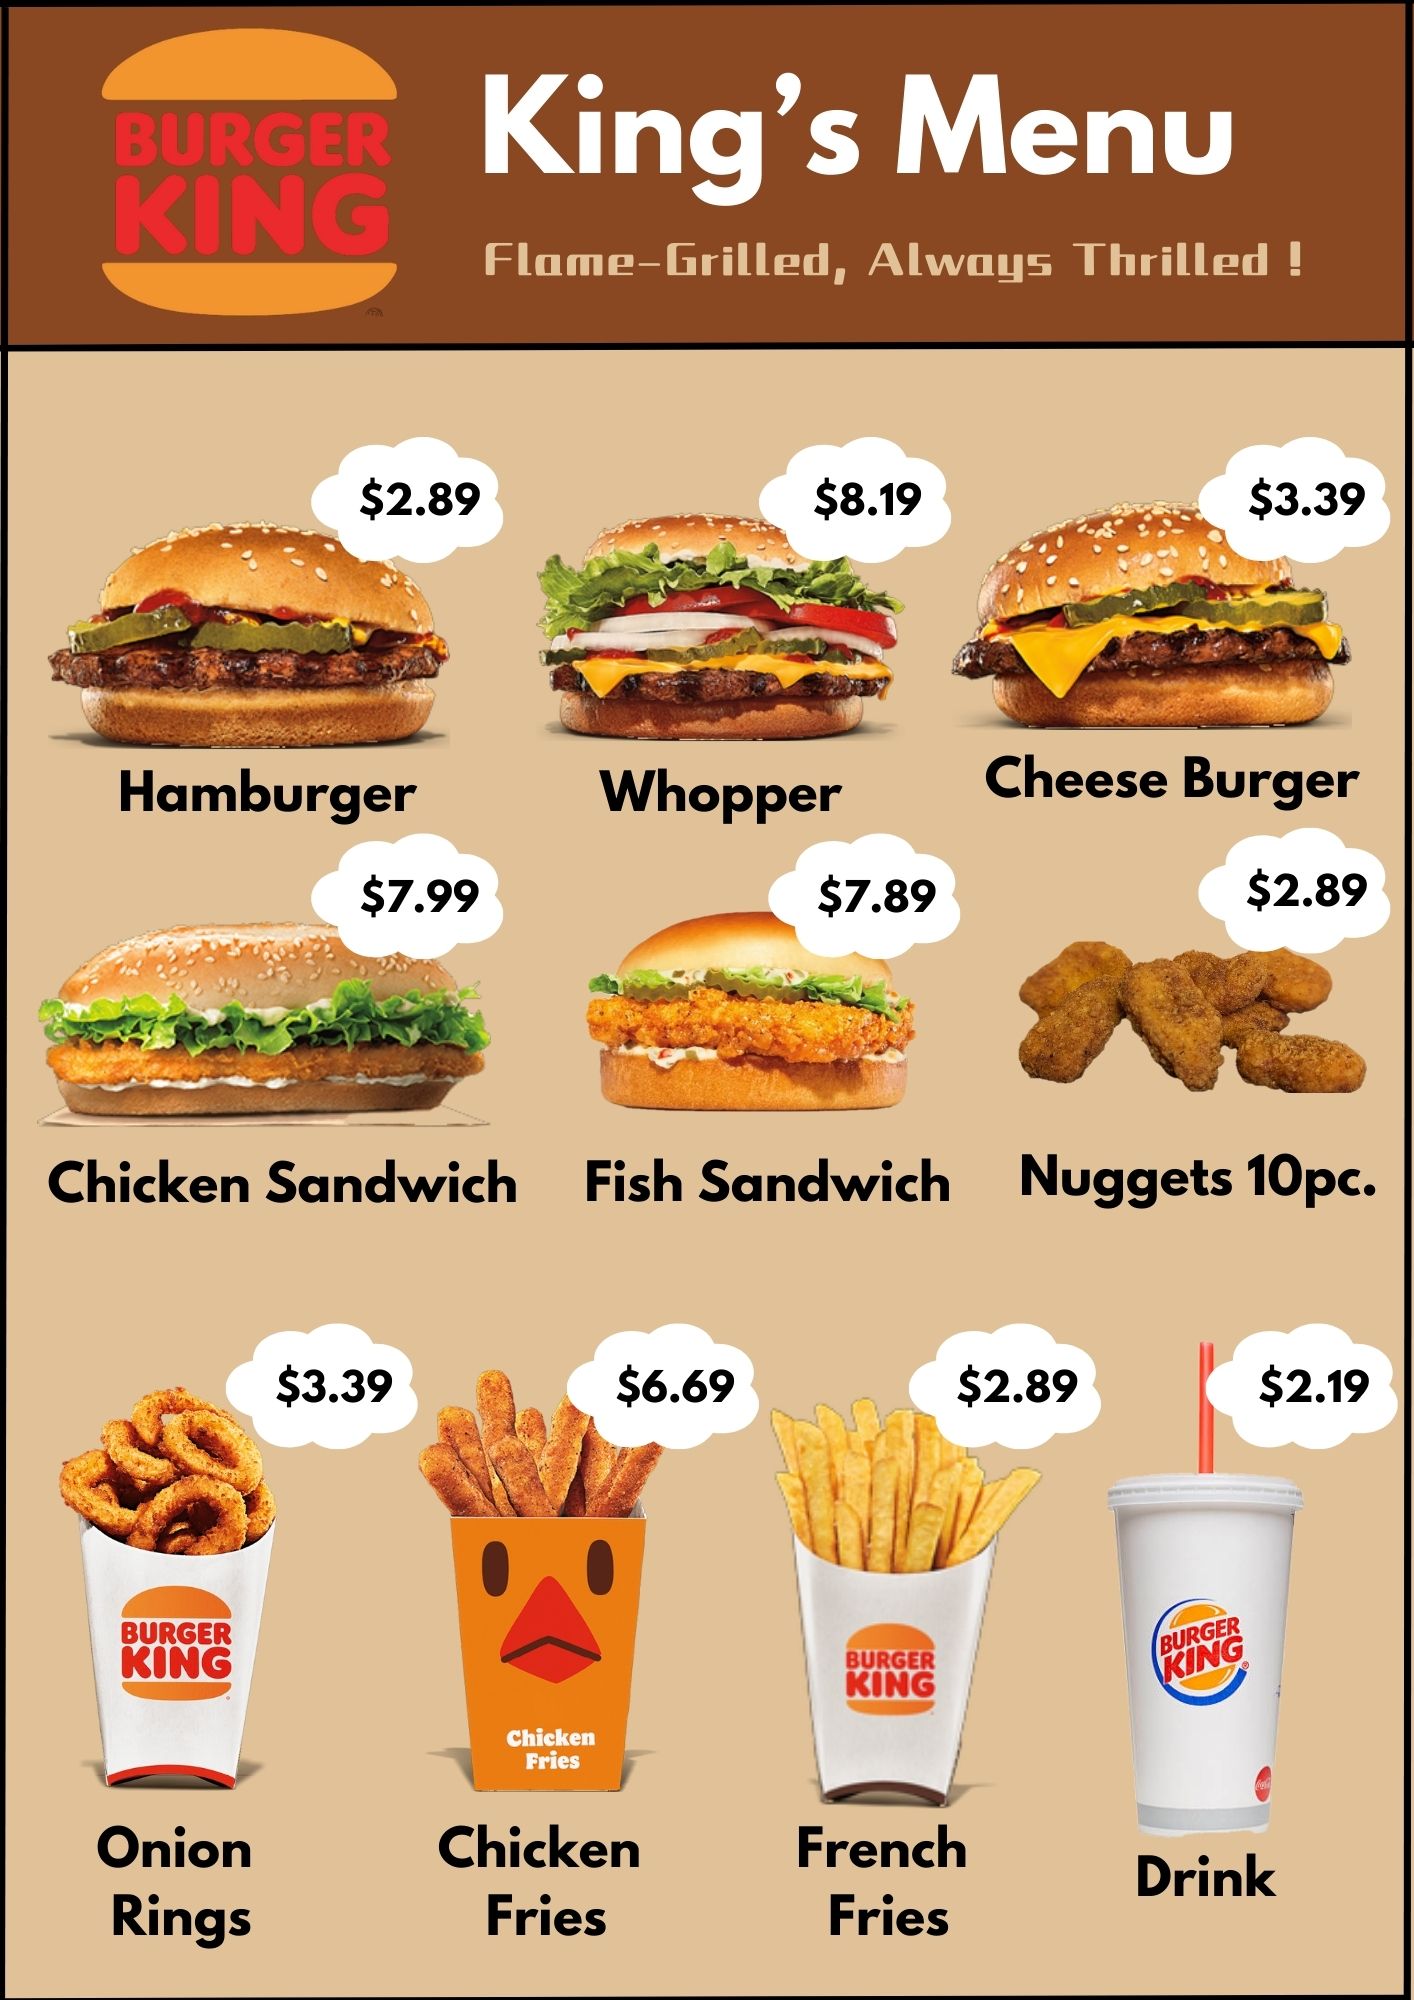 BURGER
KING
King's Menu
Flame-Grilled, Always Thrilled !
$2.89
$8.19
$3.39
Hamburger
Whopper
Cheese Burger
$7.99
$7.89
$2.89
Chicken Sandwich
Fish Sandwich
Nuggets 10pc.
$3.39
$6.69
$2.89
$2.19
BURGER
KING
Chicken
Fries
BURGER
KING
BURGER
KING
®
Onion
Rings
Chicken
Fries
French
Fries
Drink